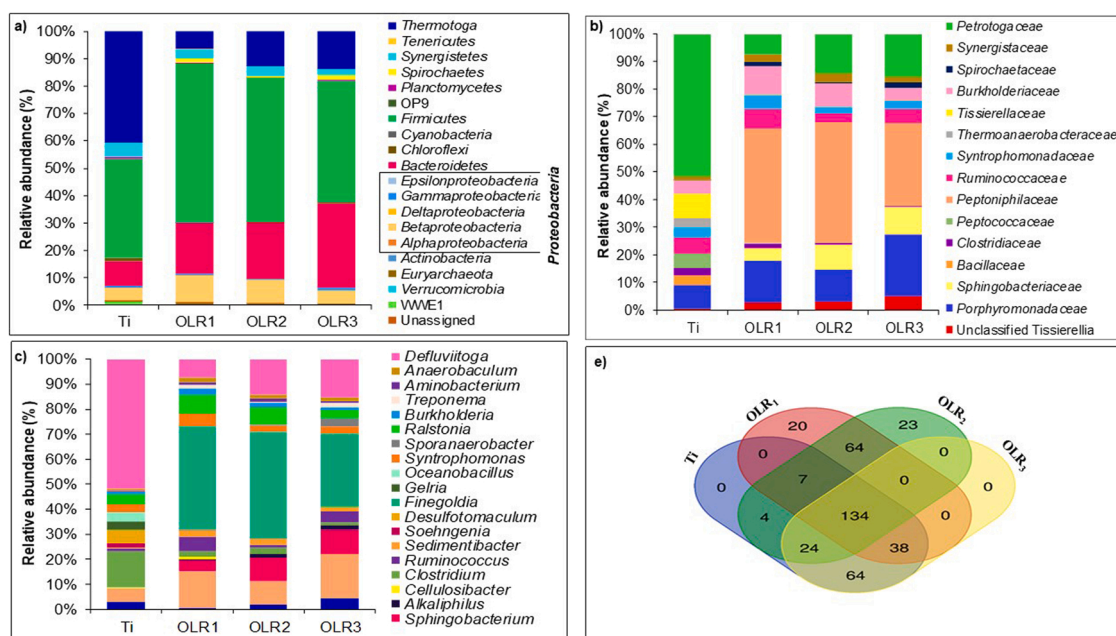 a)
Relative abundance (%)
100%
90%
80%
70%
60%
50%
40%
30%
20%
10%
0%
Ti OLR1 OLR2 OLR3
Thermotoga
Tenericutes
Synergistetes
Spirochaetes
Planctomycetes
OP9
Firmicutes
Cyanobacteria
Chloroflexi
Bacteroidetes
Epsilonproteobacteria
Gammaproteobacteria
Deltaproteobacteria
Betaproteobacteria
Alphaproteobacteria
Proteobacteria
Actinobacteria
Euryarchaeota
Verrucomicrobia
WWE1
Unassigned
b)
Relative abundance (%)
100%
90%
80%
70%
60%
50%
40%
30%
20%
10%
0%
Ti OLR1 OLR2 OLR3
Petrotogaceae
Synergistaceae
Spirochaetaceae
Burkholderiaceae
Tissierellaceae
Thermoanaerobacteraceae
Syntrophomonadaceae
Ruminoccaceae
Peptoniphilaceae
Peptococcaceae
Clostridiaceae
Bacillaceae
Sphingobacteriaceae
Porphyromonadaceae
Unclassified Tissierellia
c)
Relative abundance (%)
100%
90%
80%
70%
60%
50%
40%
30%
20%
10%
0%
Ti OLR1 OLR2 OLR3
Defluviitoga
Anaerobaculum
Aminobacterium
Treponema
Burkholderia
Ralstonia
Sporanaerobacter
Syntrophomonas
Oceanobacillus
Gelria
Finegoldia
Desulfotomaculum
Soehngenia
Sedimentibacter
Ruminococcus
Clostridium
Cellulosibacter
Alkaliphilus
Sphingobacterium
e)
Ti
OLR1
OLR2
OLR3
20 23
0 64 0
0 7 0 0
4 134 0
24 38
64